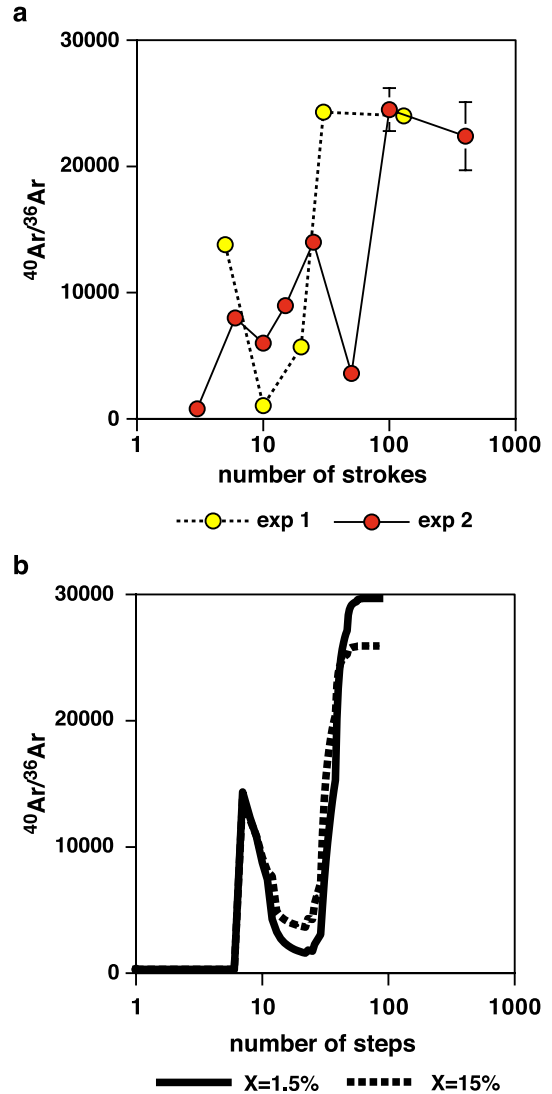 a
30000
20000
10000
0
⁴⁰Ar/³⁶Ar
1 10 100 1000
number of strokes
exp 1 exp 2
b
30000
20000
10000
0
⁴⁰Ar/³⁶Ar
1 10 100 1000
number of steps
X=1.5% X=15%